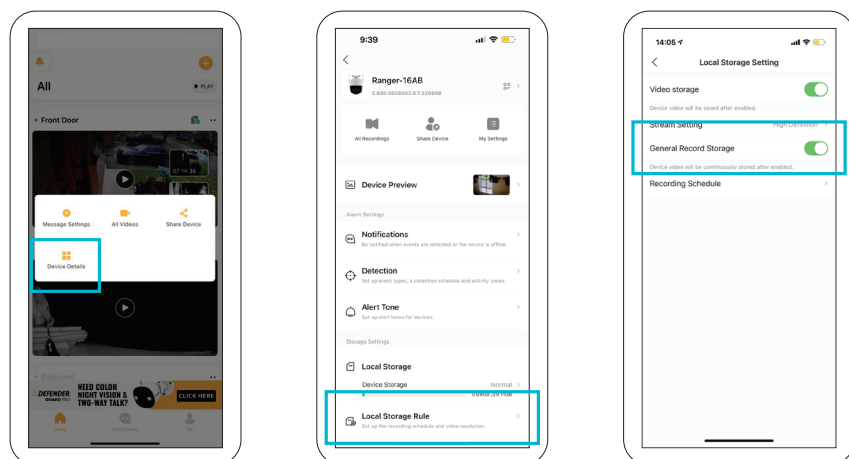 All
PLAY
Front Door
07:14:34
Message Settings
All Videos
Share Device
Device Details
Backyard
DEFENDER
GUARD PRO
NEED COLOR
NIGHT VISION &
TWO-WAY TALK?
CLICK HERE
Home
Me
9:39
Ranger-16AB
All Recordings
Share Device
My Settings
Device Preview
Alarm Settings
Notifications
Be notified when events are detected or the device is offline.
Detection
Set up event types, a detection schedule and activity zones.
Alert Tone
Set up alert tones for devices.
Storage Settings
Local Storage
Device Storage
Normal
Local Storage Rule
Set up the recording schedule and video resolution.
14:05
Local Storage Setting
Video storage
Device video will be saved after enabled.
Stream Setting
High Definition
General Record Storage
Device video will be continuously stored after enabled.
Recording Schedule